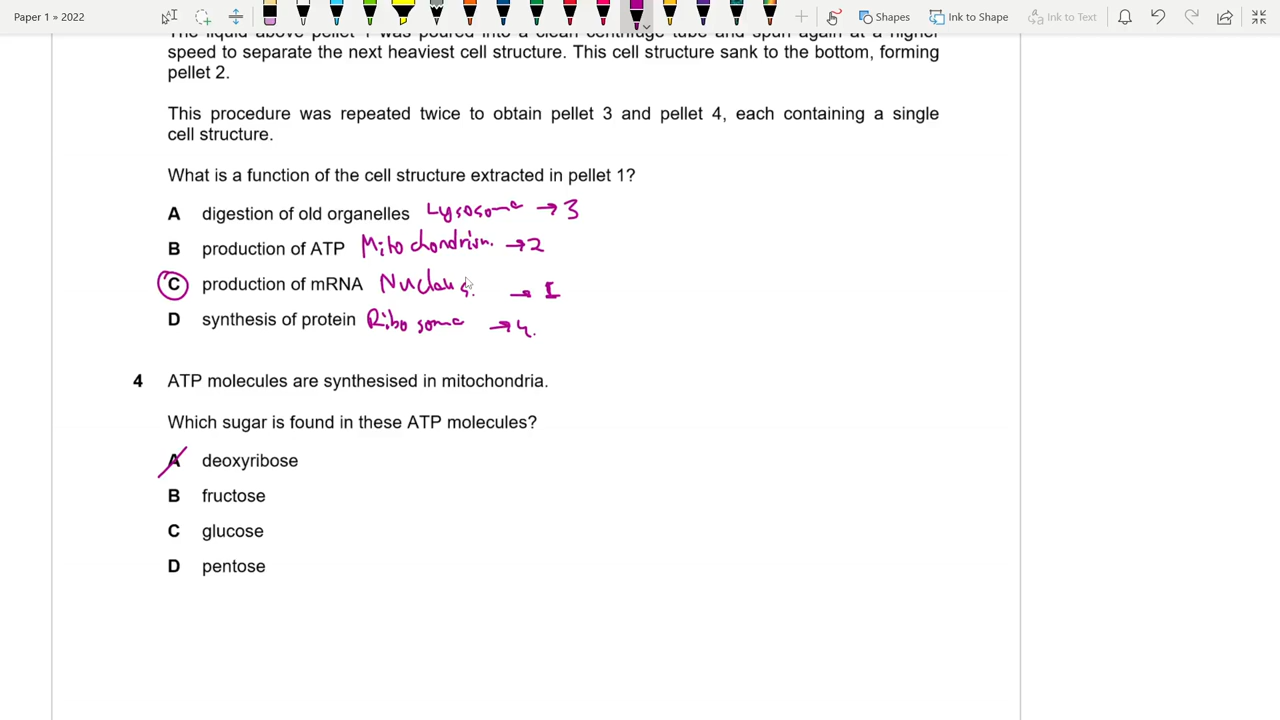 Paper 1 » 2022
Shapes
Ink to Shape
Ink to Text
The liquid above pellet 1 was poured into a clean centrifuge tube and spun again at a higher
speed to separate the next heaviest cell structure. This cell structure sank to the bottom, forming
pellet 2.
This procedure was repeated twice to obtain pellet 3 and pellet 4, each containing a single
cell structure.
What is a function of the cell structure extracted in pellet 1?
A digestion of old organelles Lysosome → 3
B production of ATP Mitochondrion. → 2
C production of mRNA Nucleus. → 1
D synthesis of protein Ribosome → 4.
4 ATP molecules are synthesised in mitochondria.
Which sugar is found in these ATP molecules?
A deoxyribose
B fructose
C glucose
D pentose